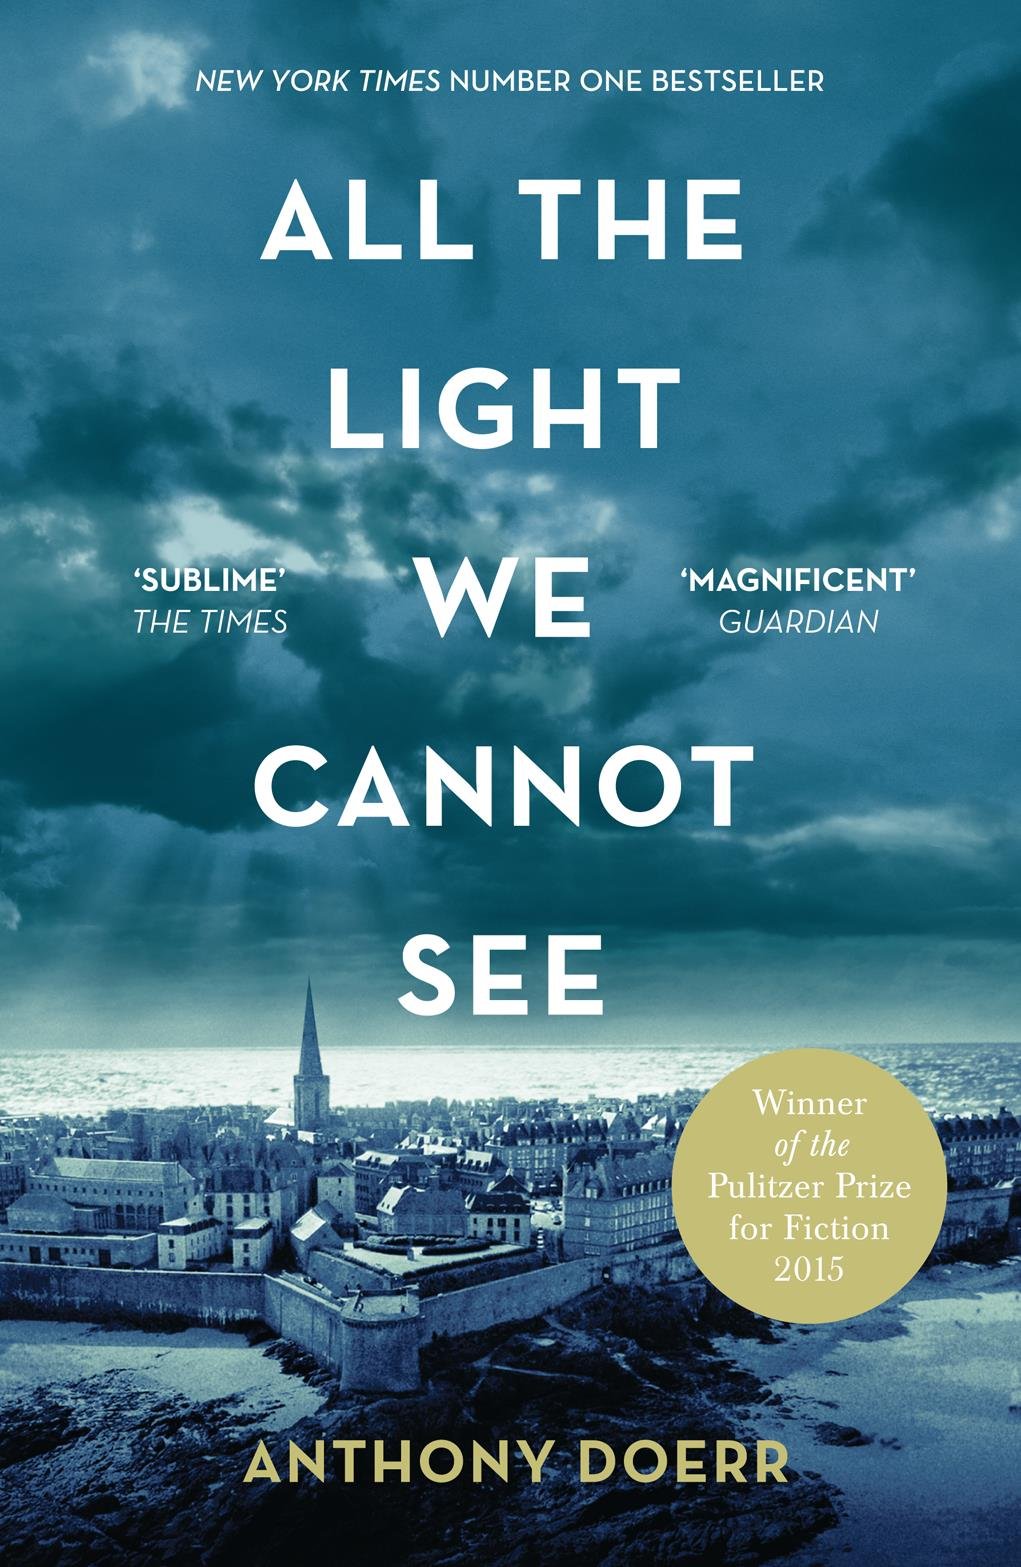 NEW YORK TIMES NUMBER ONE BESTSELLER
ALL THE
LIGHT
WE
‘SUBLIME’
THE TIMES
‘MAGNIFICENT’
GUARDIAN
CANNOT
SEE
Winner
of the
Pulitzer Prize
for Fiction
2015
ANTHONY DOERR